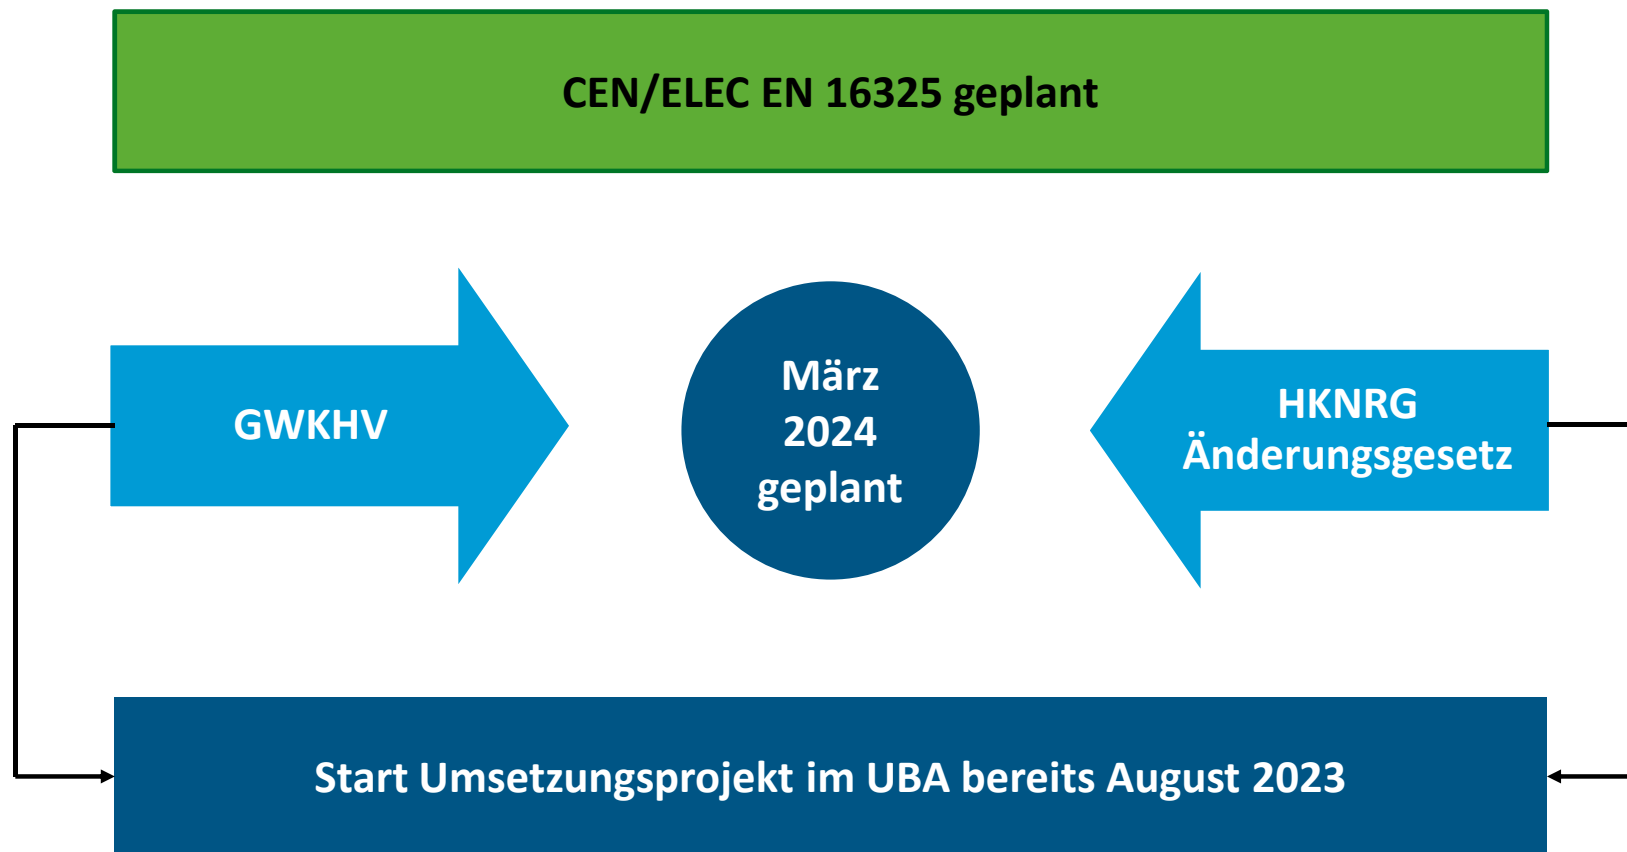 CEN/ELEC EN 16325 geplant
GWKHV
März
2024
geplant
HKNRG
Änderungsgesetz
Start Umsetzungsprojekt im UBA bereits August 2023